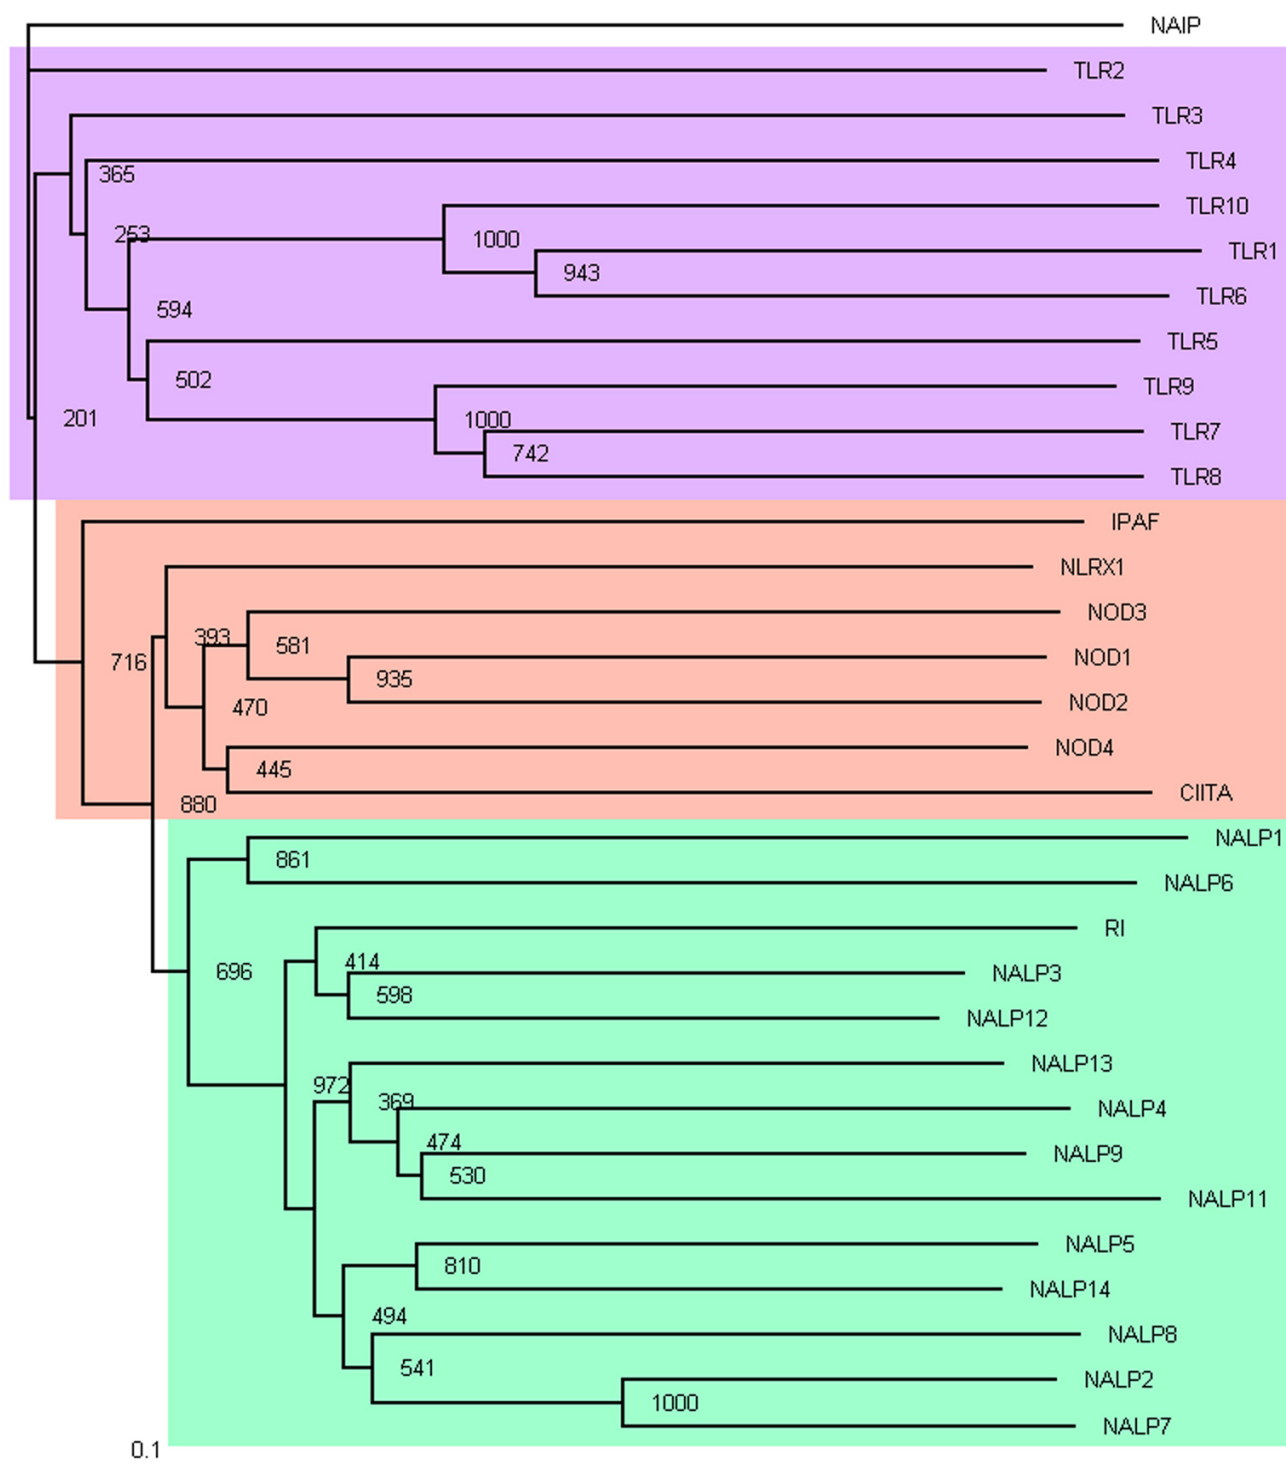 NAIP
TLR2
TLR3
TLR4
365
TLR10
253
1000
TLR1
943
TLR6
594
TLR5
502
TLR9
201
1000
TLR7
742
TLR8
IPAF
NLRX1
NOD3
393
581
716
NOD1
935
NOD2
470
NOD4
445
CIITA
880
NALP1
861
NALP6
RI
414
696
NALP3
598
NALP12
NALP13
972
369
NALP4
474
NALP9
530
NALP11
NALP5
810
NALP14
494
NALP8
541
NALP2
1000
NALP7
0.1